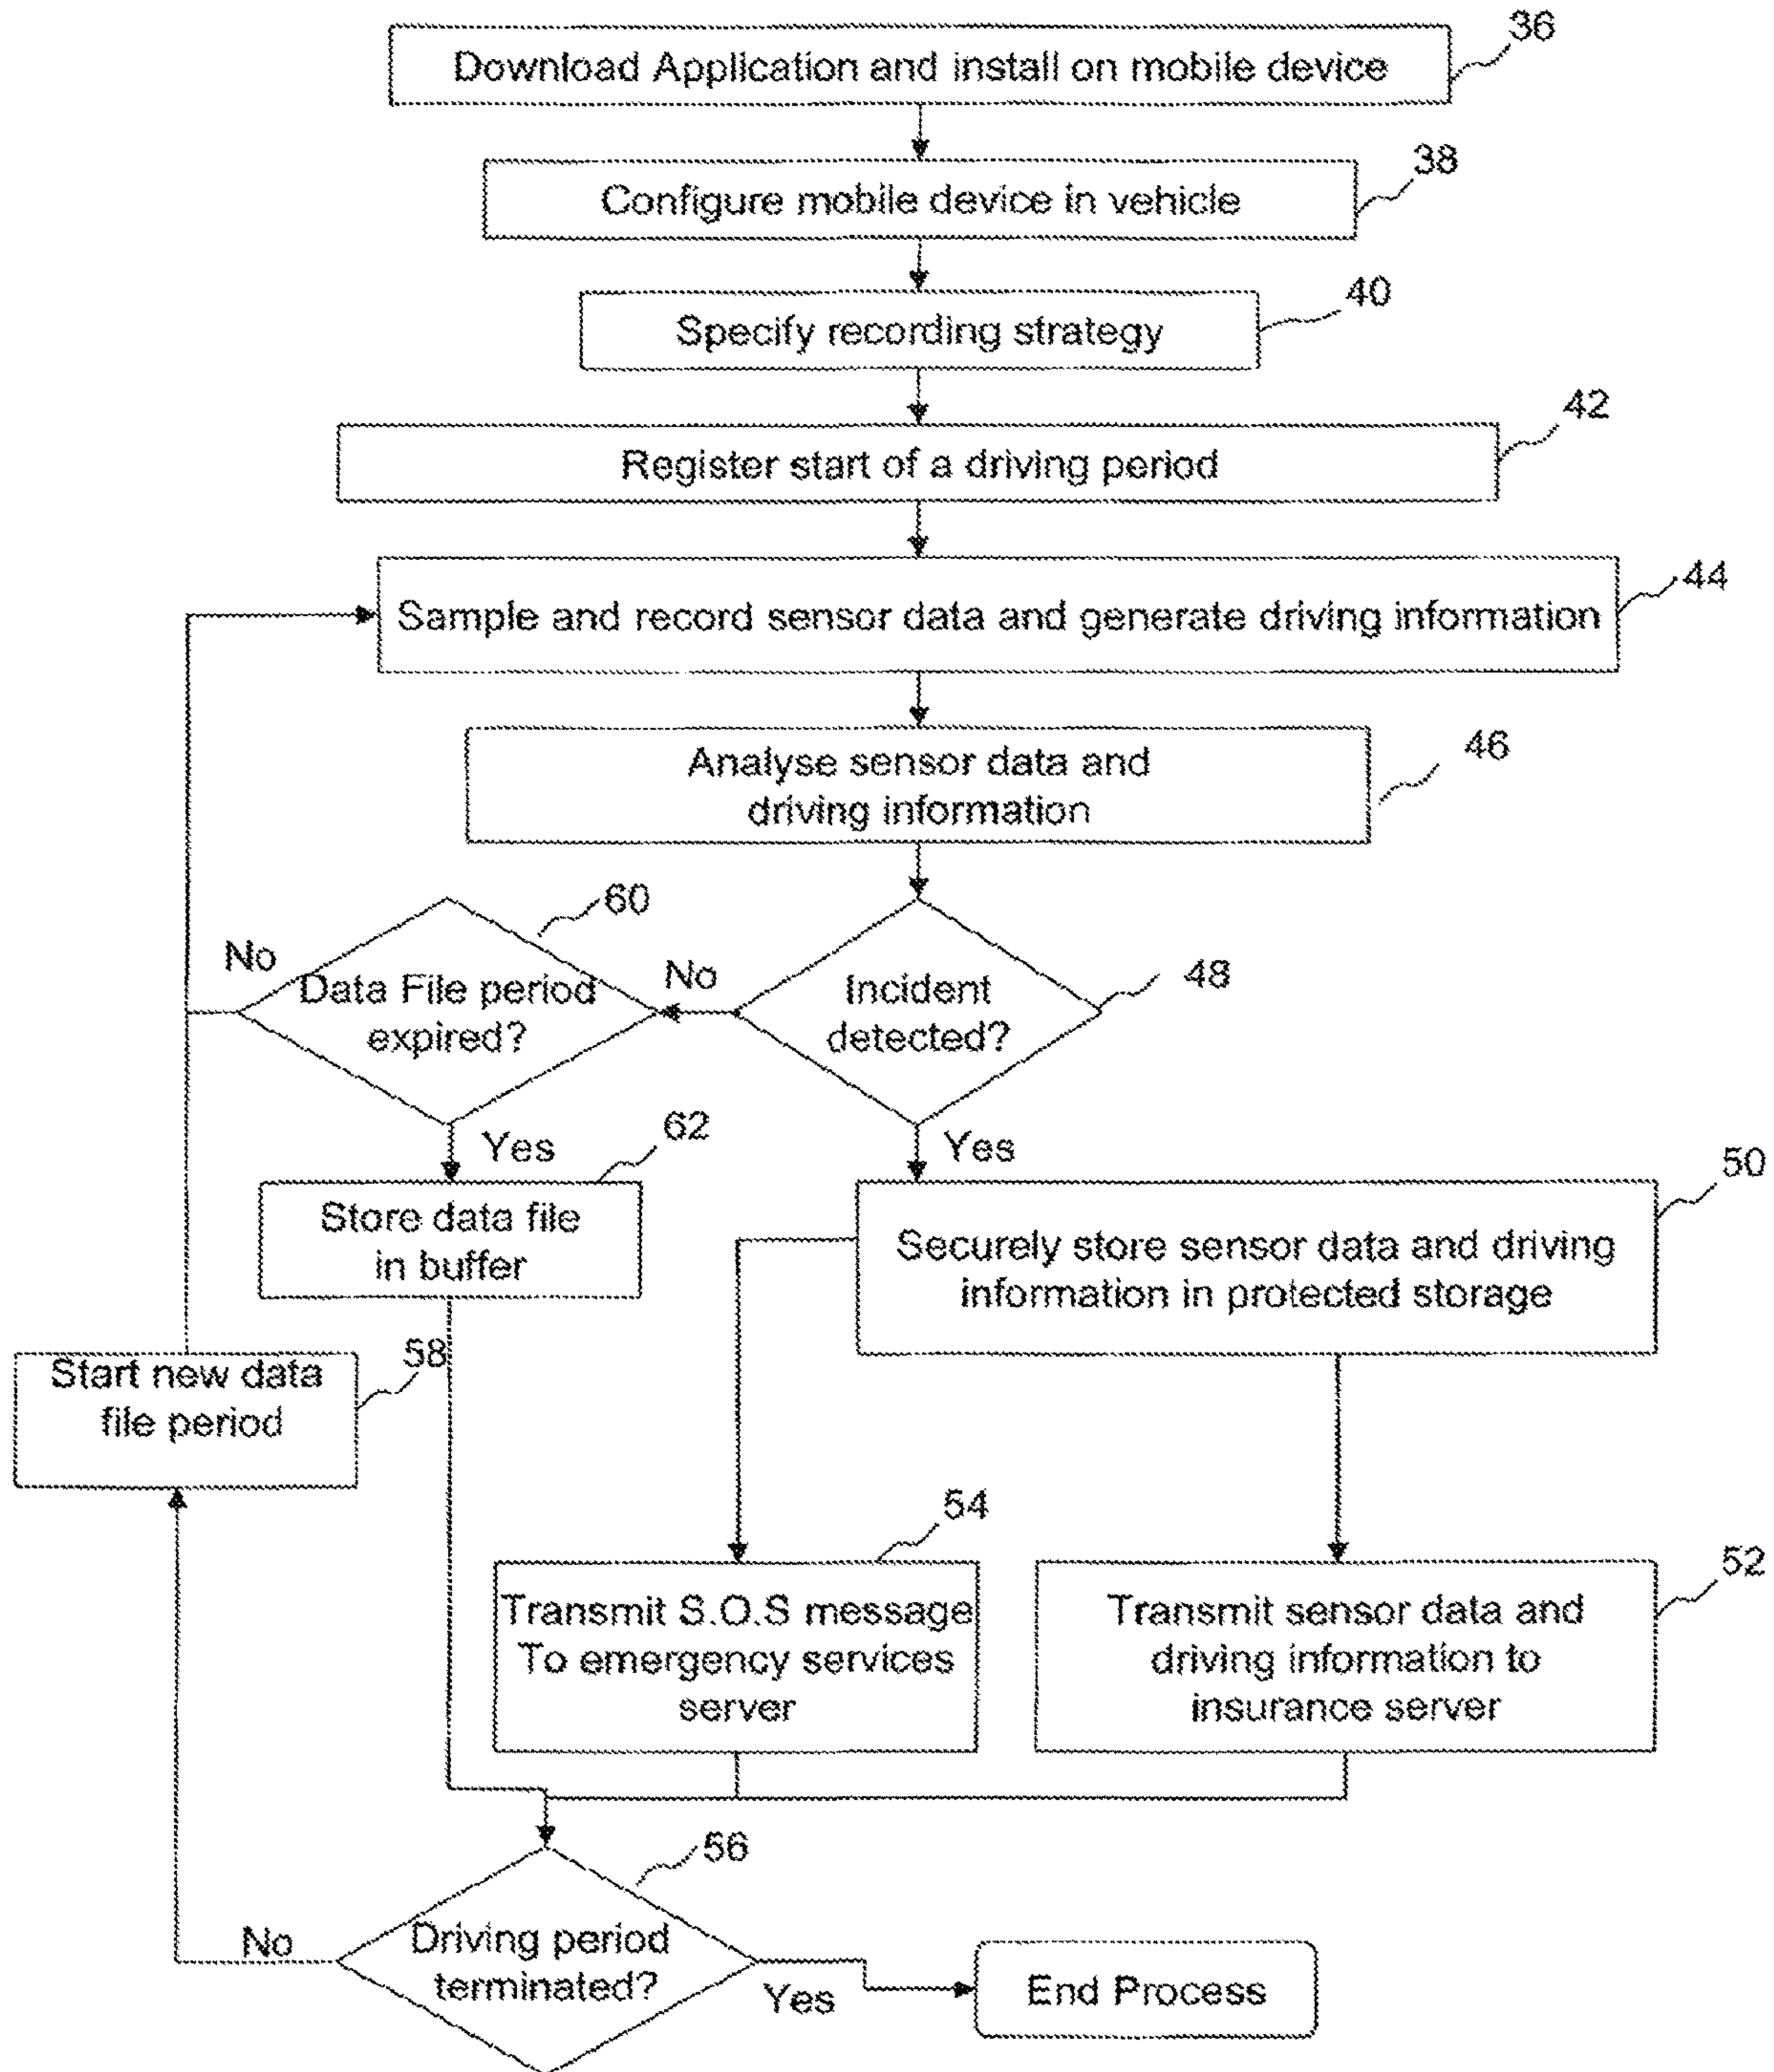 36
Download Application and install on mobile device
38
Configure mobile device in vehicle
40
Specify recording strategy
42
Register start of a driving period
44
Sample and record sensor data and generate driving information
46
Analyse sensor data and
driving information
60
No
Data File period
expired?
No
48
Incident
detected?
Yes
62
Yes
50
Store data file
in buffer
Securely store sensor data and driving
information in protected storage
58
Start new data
file period
54
52
Transmit S.O.S message
To emergency services
server
Transmit sensor data and
driving information to
insurance server
56
No
Driving period
terminated?
Yes
End Process